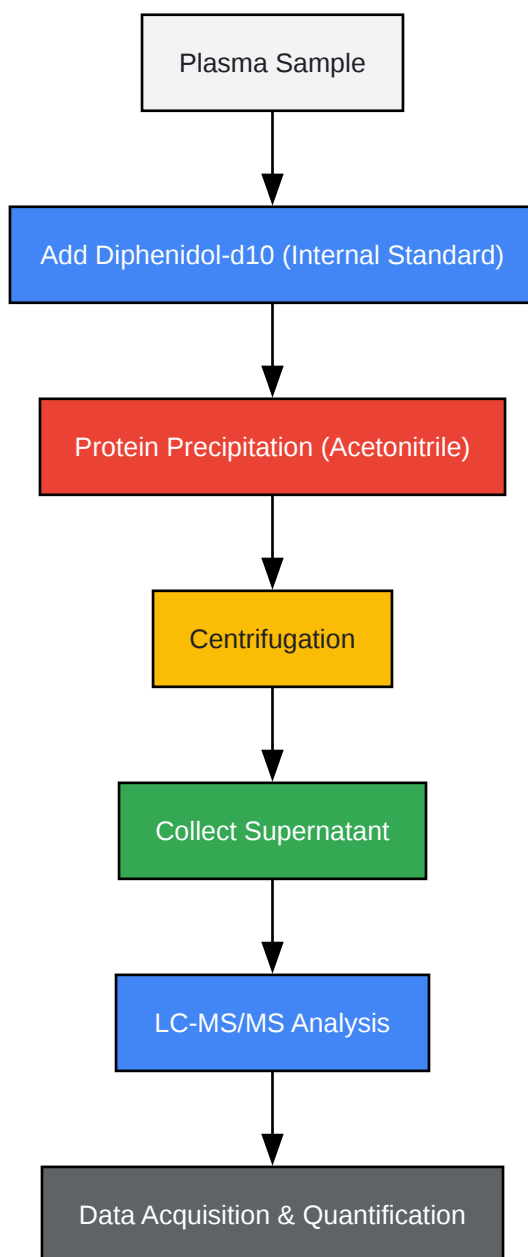 Plasma Sample
Add Diphenidol-d10 (Internal Standard)
Protein Precipitation (Acetonitrile)
Centrifugation
Collect Supernatant
LC-MS/MS Analysis
Data Acquisition & Quantification